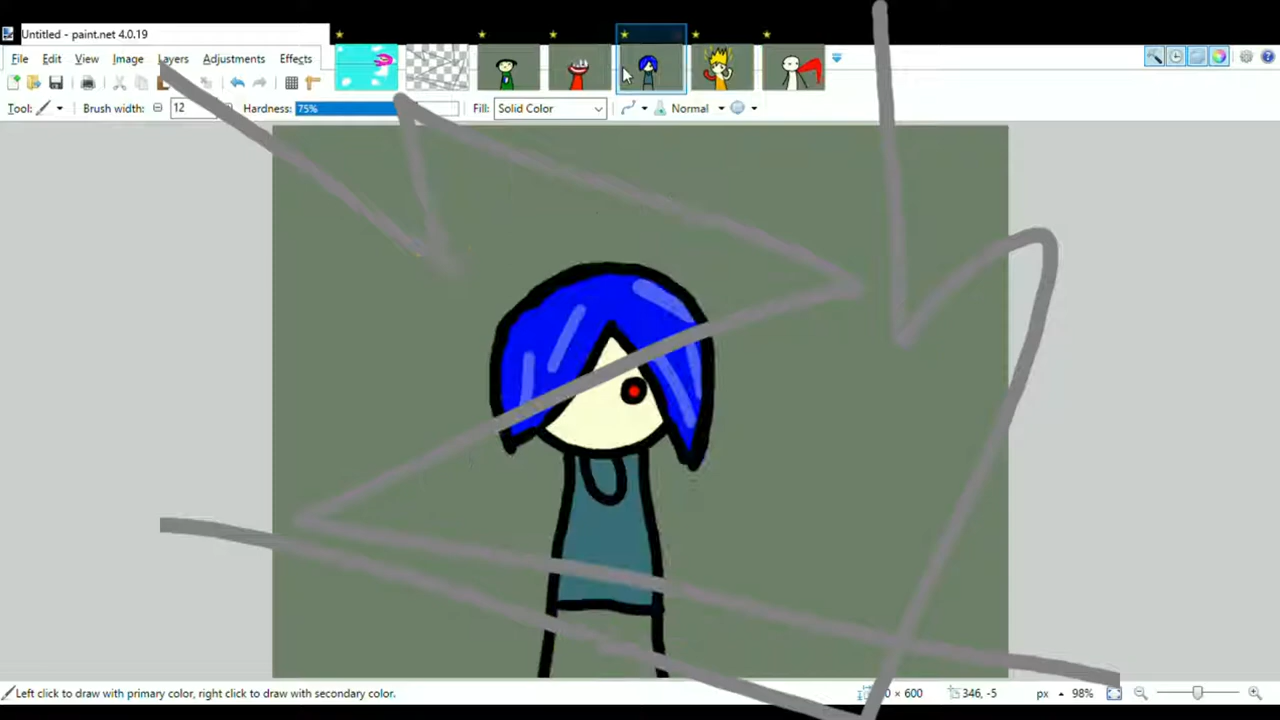 Untitled - paint.net 4.0.19
File Edit View Image Layers Adjustments Effects
Tool: Brush width: 12 Hardness: 75% Fill: Solid Color Normal
Left click to draw with primary color, right click to draw with secondary color. 600 346, -5 px 98%